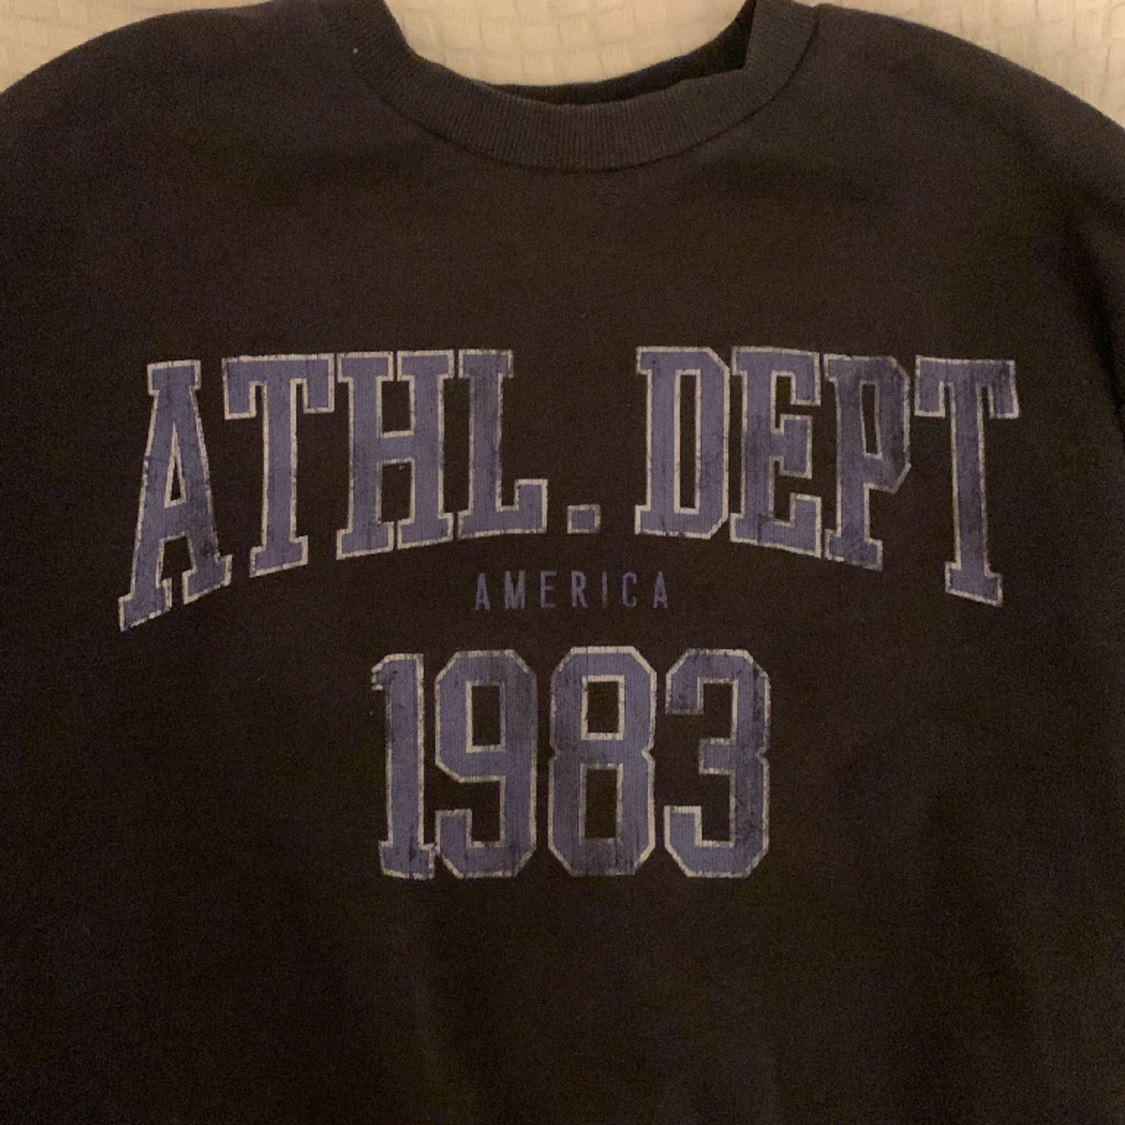 ATHL. DEPT
AMERICA
1983